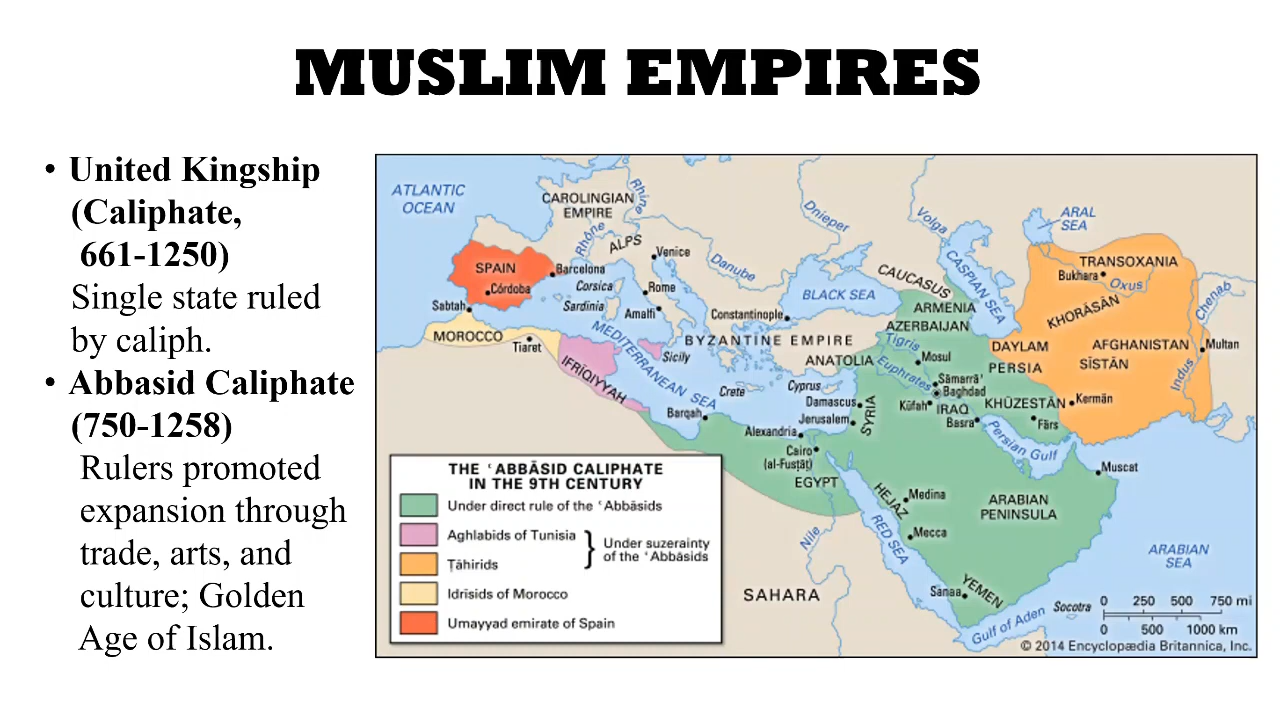 MUSLIM EMPIRES
• United Kingship
(Caliphate,
661-1250)
Single state ruled
by caliph.
• Abbasid Caliphate
(750-1258)
Rulers promoted
expansion through
trade, arts, and
culture; Golden
Age of Islam.
ATLANTIC
OCEAN
CAROLINGIAN
EMPIRE
Rhine
Rhône
ALPS
Venice
Danube
Dnieper
Volga
ARAL
SEA
CASPIAN SEA
CAUCASUS
BLACK SEA
TRANSOXANIA
Bukhara
Oxus
Chenab
KHORĀSĀN
SPAIN
Córdoba
Barcelona
Corsica
Sardinia
Rome
Amalfi
Constantinople
ARMENIA
AZERBAIJAN
Sabtah
MOROCCO
Tiaret
MEDITERRANEAN SEA
Sicily
BYZANTINE EMPIRE
ANATOLIA
Tigris
Mosul
DAYLAM
PERSIA
AFGHANISTAN
SĪSTĀN
Multan
Indus
IFRĪQIYYAH
Crete
Cyprus
Euphrates
Sāmarrāʾ
Baghdad
Damascus
Kūfah
IRAQ
KHŪZESTĀN
Kermān
Barqah
Jerusalem
SYRIA
Basra
Fārs
Alexandria
Cairo
(al-Fusṭāṭ)
EGYPT
Persian Gulf
Muscat
HEJAZ
Medina
ARABIAN
PENINSULA
Mecca
RED SEA
Nile
ARABIAN
SEA
SAHARA
Sanaa
YEMEN
Gulf of Aden
Socotra
THE ʿABBĀSID CALIPHATE
IN THE 9TH CENTURY
Under direct rule of the ʿAbbāsids
Aghlabids of Tunisia
Ṭāhirids
} Under suzerainty
of the ʿAbbāsids
Idrīsids of Morocco
Umayyad emirate of Spain
0 250 500 750 mi
0 500 1000 km
© 2014 Encyclopædia Britannica, Inc.